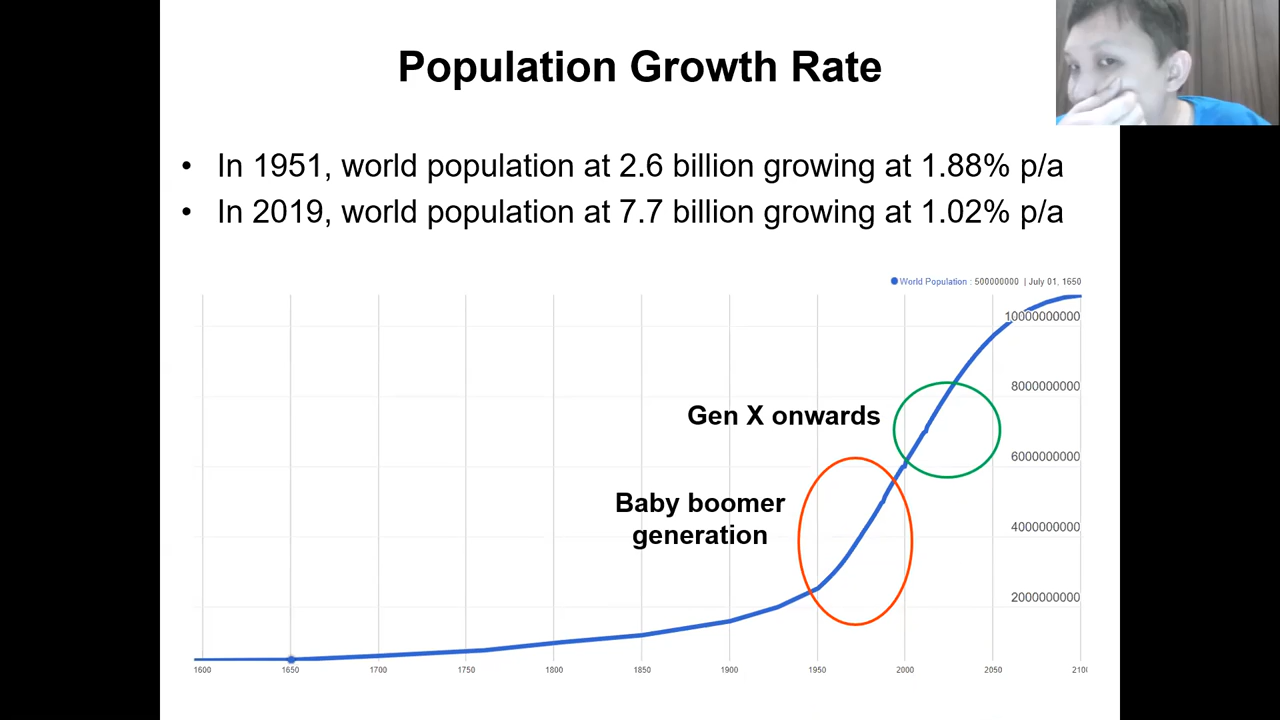 Population Growth Rate
• In 1951, world population at 2.6 billion growing at 1.88% p/a
• In 2019, world population at 7.7 billion growing at 1.02% p/a
World Population : 500000000 | July 01, 1650
10000000000
8000000000
Gen X onwards
6000000000
Baby boomer
generation
4000000000
2000000000
1600 1650 1700 1750 1800 1850 1900 1950 2000 2050 210